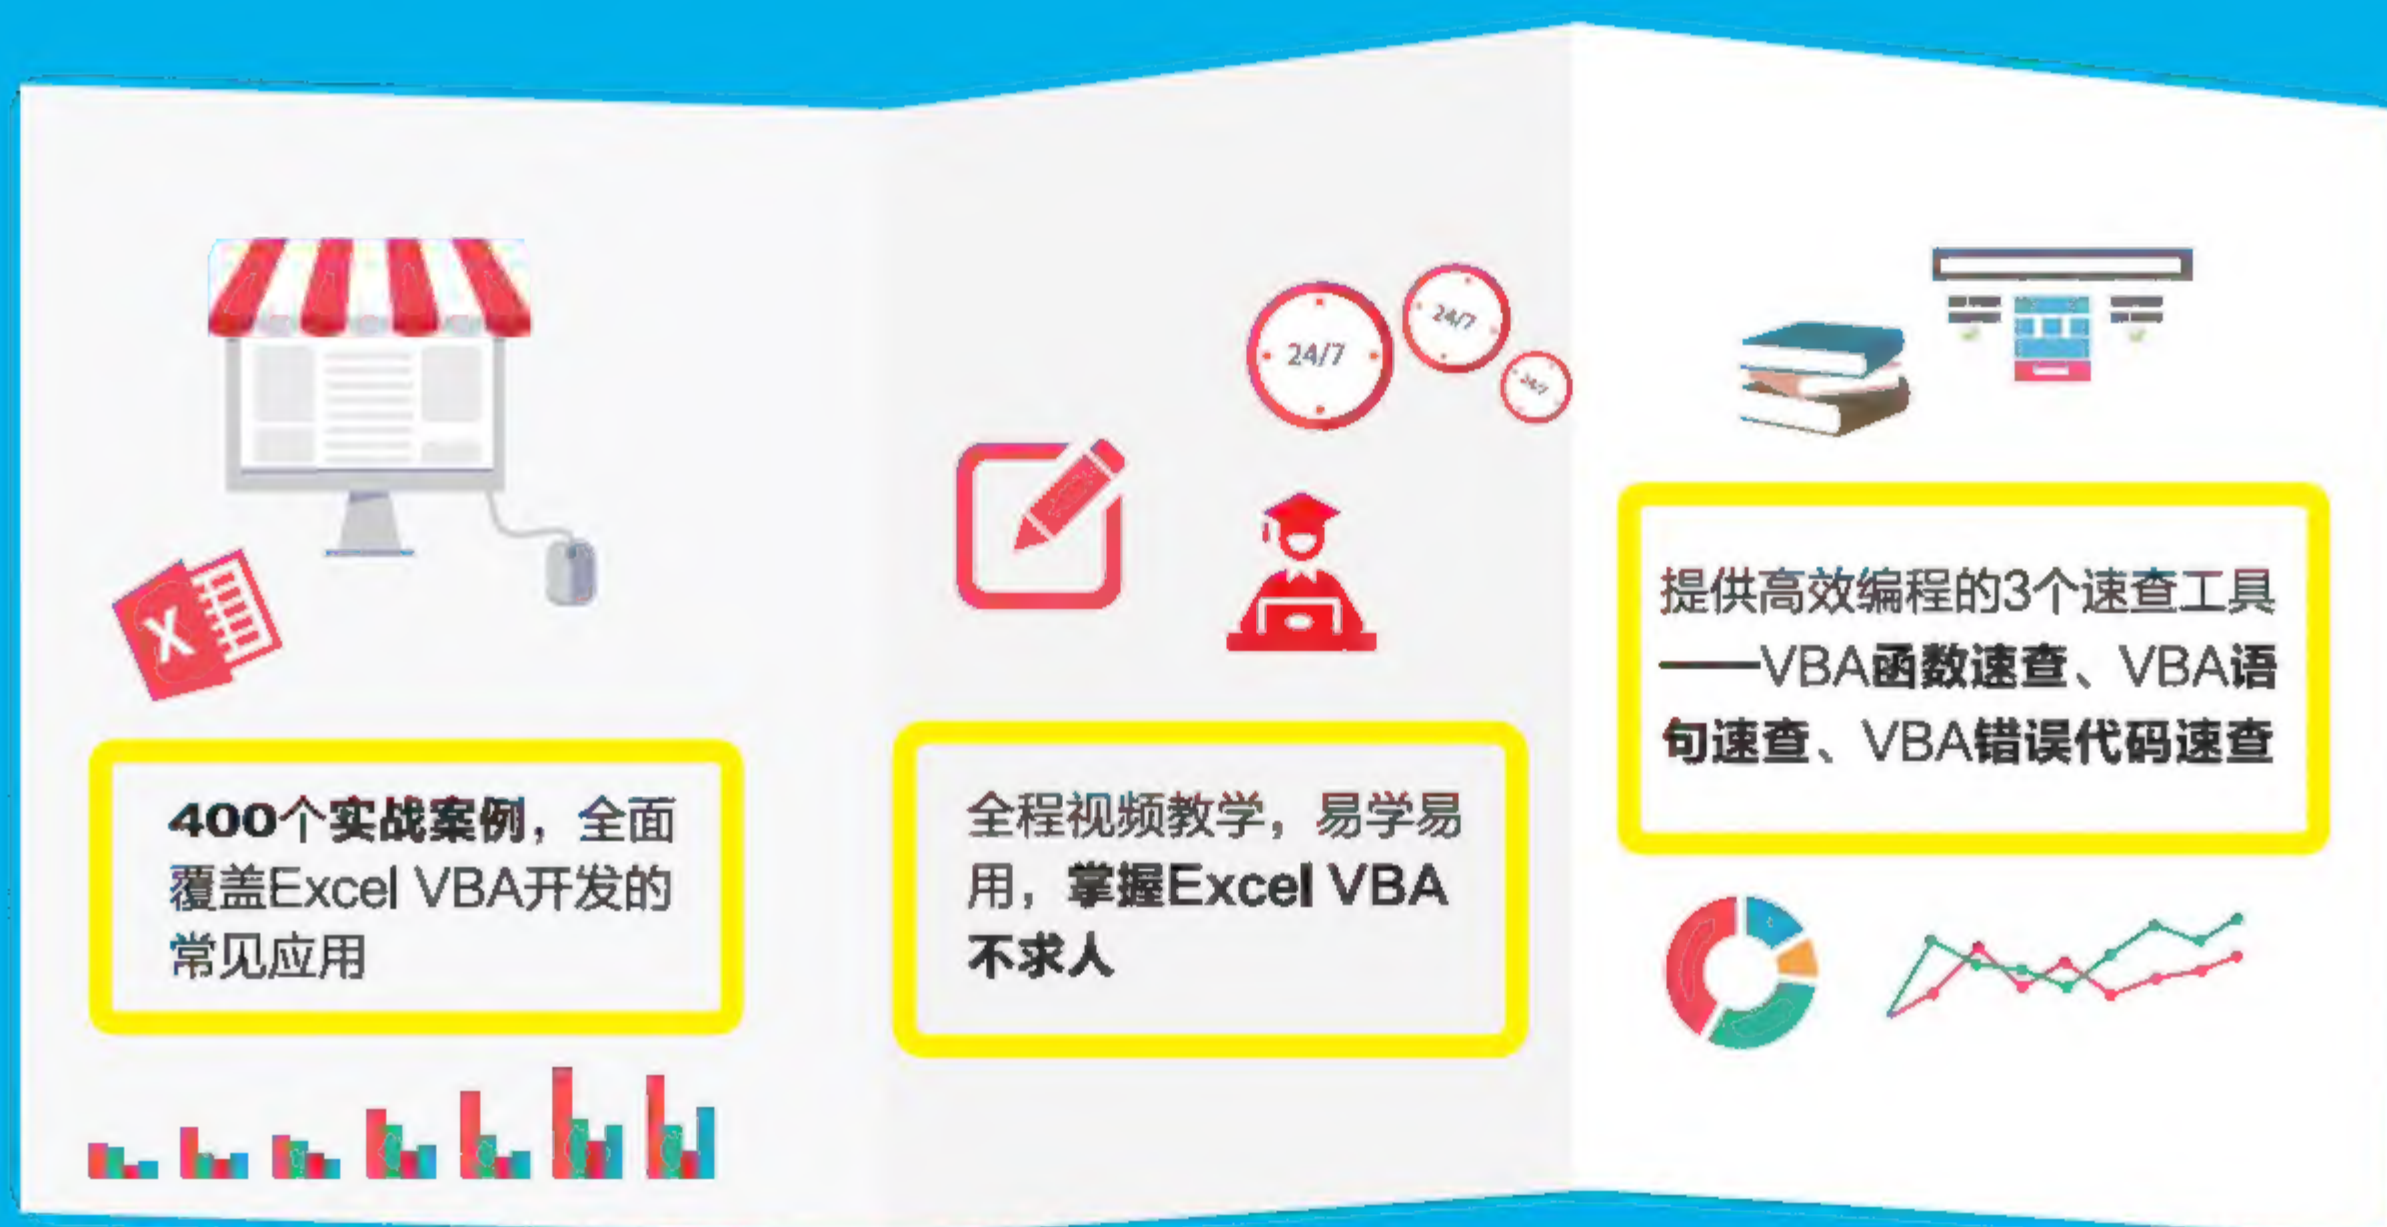 X
400个实战案例，全面
覆盖Excel VBA开发的
常见应用
24/7
24/7
24/7
全程视频教学，易学易
用，掌握Excel VBA
不求人
提供高效编程的3个速查工具
——VBA函数速查、VBA语
句速查、VBA错误代码速查